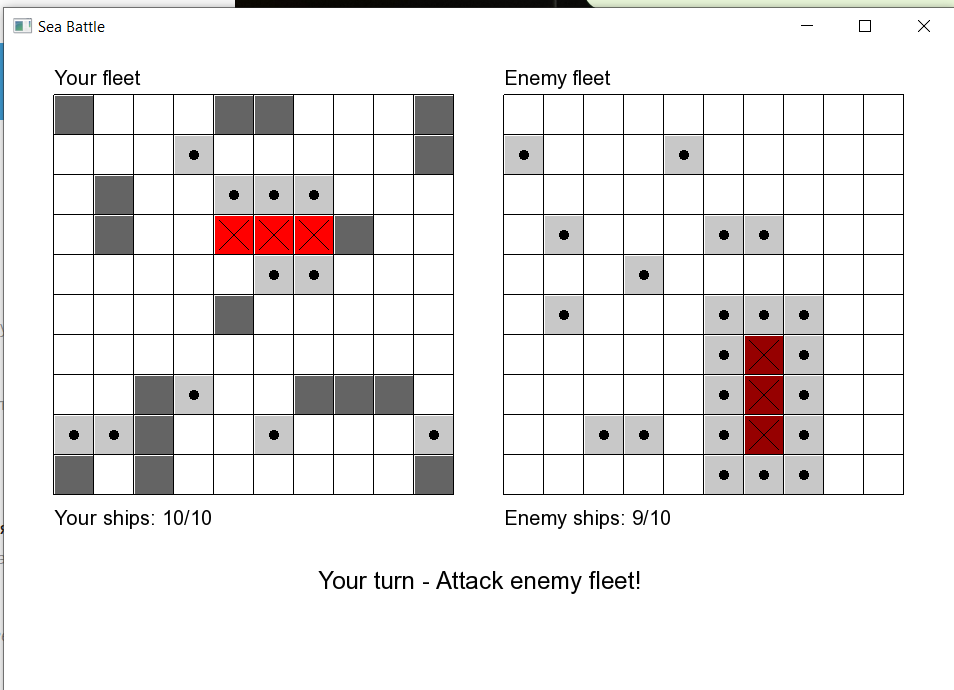 Sea Battle
Your fleet
Enemy fleet
Your ships: 10/10
Enemy ships: 9/10
Your turn - Attack enemy fleet!